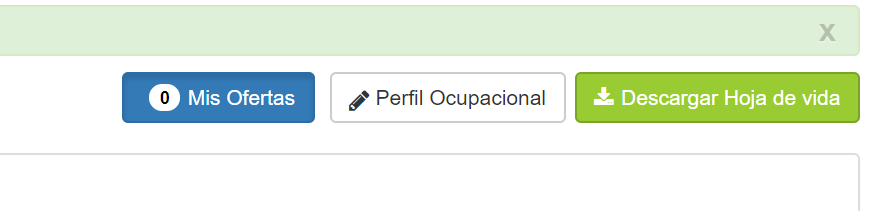 x
0 Mis Ofertas Perfil Ocupacional Descargar Hoja de vida